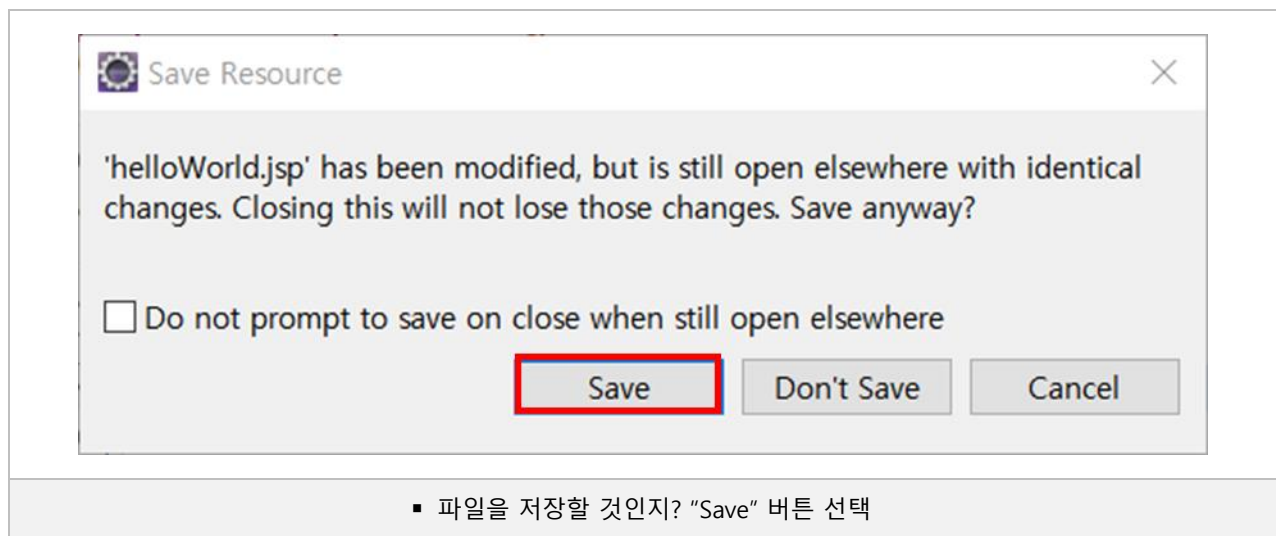 Save Resource
'helloWorld.jsp' has been modified, but is still open elsewhere with identical
changes. Closing this will not lose those changes. Save anyway?
Do not prompt to save on close when still open elsewhere
Save Don't Save Cancel
▪ 파일을 저장할 것인지? “Save” 버튼 선택